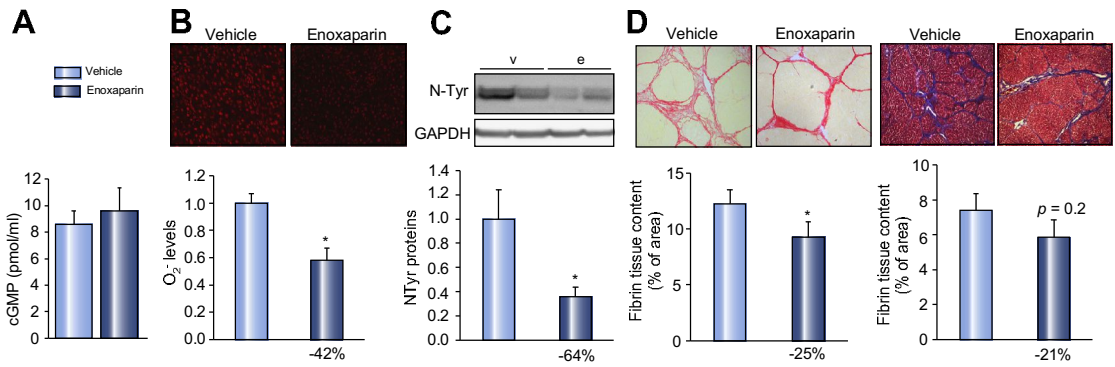 A
B
C
D
Vehicle
Enoxaparin
Vehicle
Enoxaparin
v
e
N-Tyr
GAPDH
Vehicle
Enoxaparin
Vehicle
Enoxaparin
cGMP (pmol/ml)
12
10
8
6
4
2
0
O2- levels
1.2
1.0
0.8
0.6
0.4
0.2
0.0
*
-42%
NTyr proteins
1.4
1.2
1.0
0.8
0.6
0.4
0.2
0.0
*
-64%
Fibrin tissue content
(% of area)
15
10
5
0
*
-25%
Fibrin tissue content
(% of area)
10
8
6
4
2
0
p = 0.2
-21%